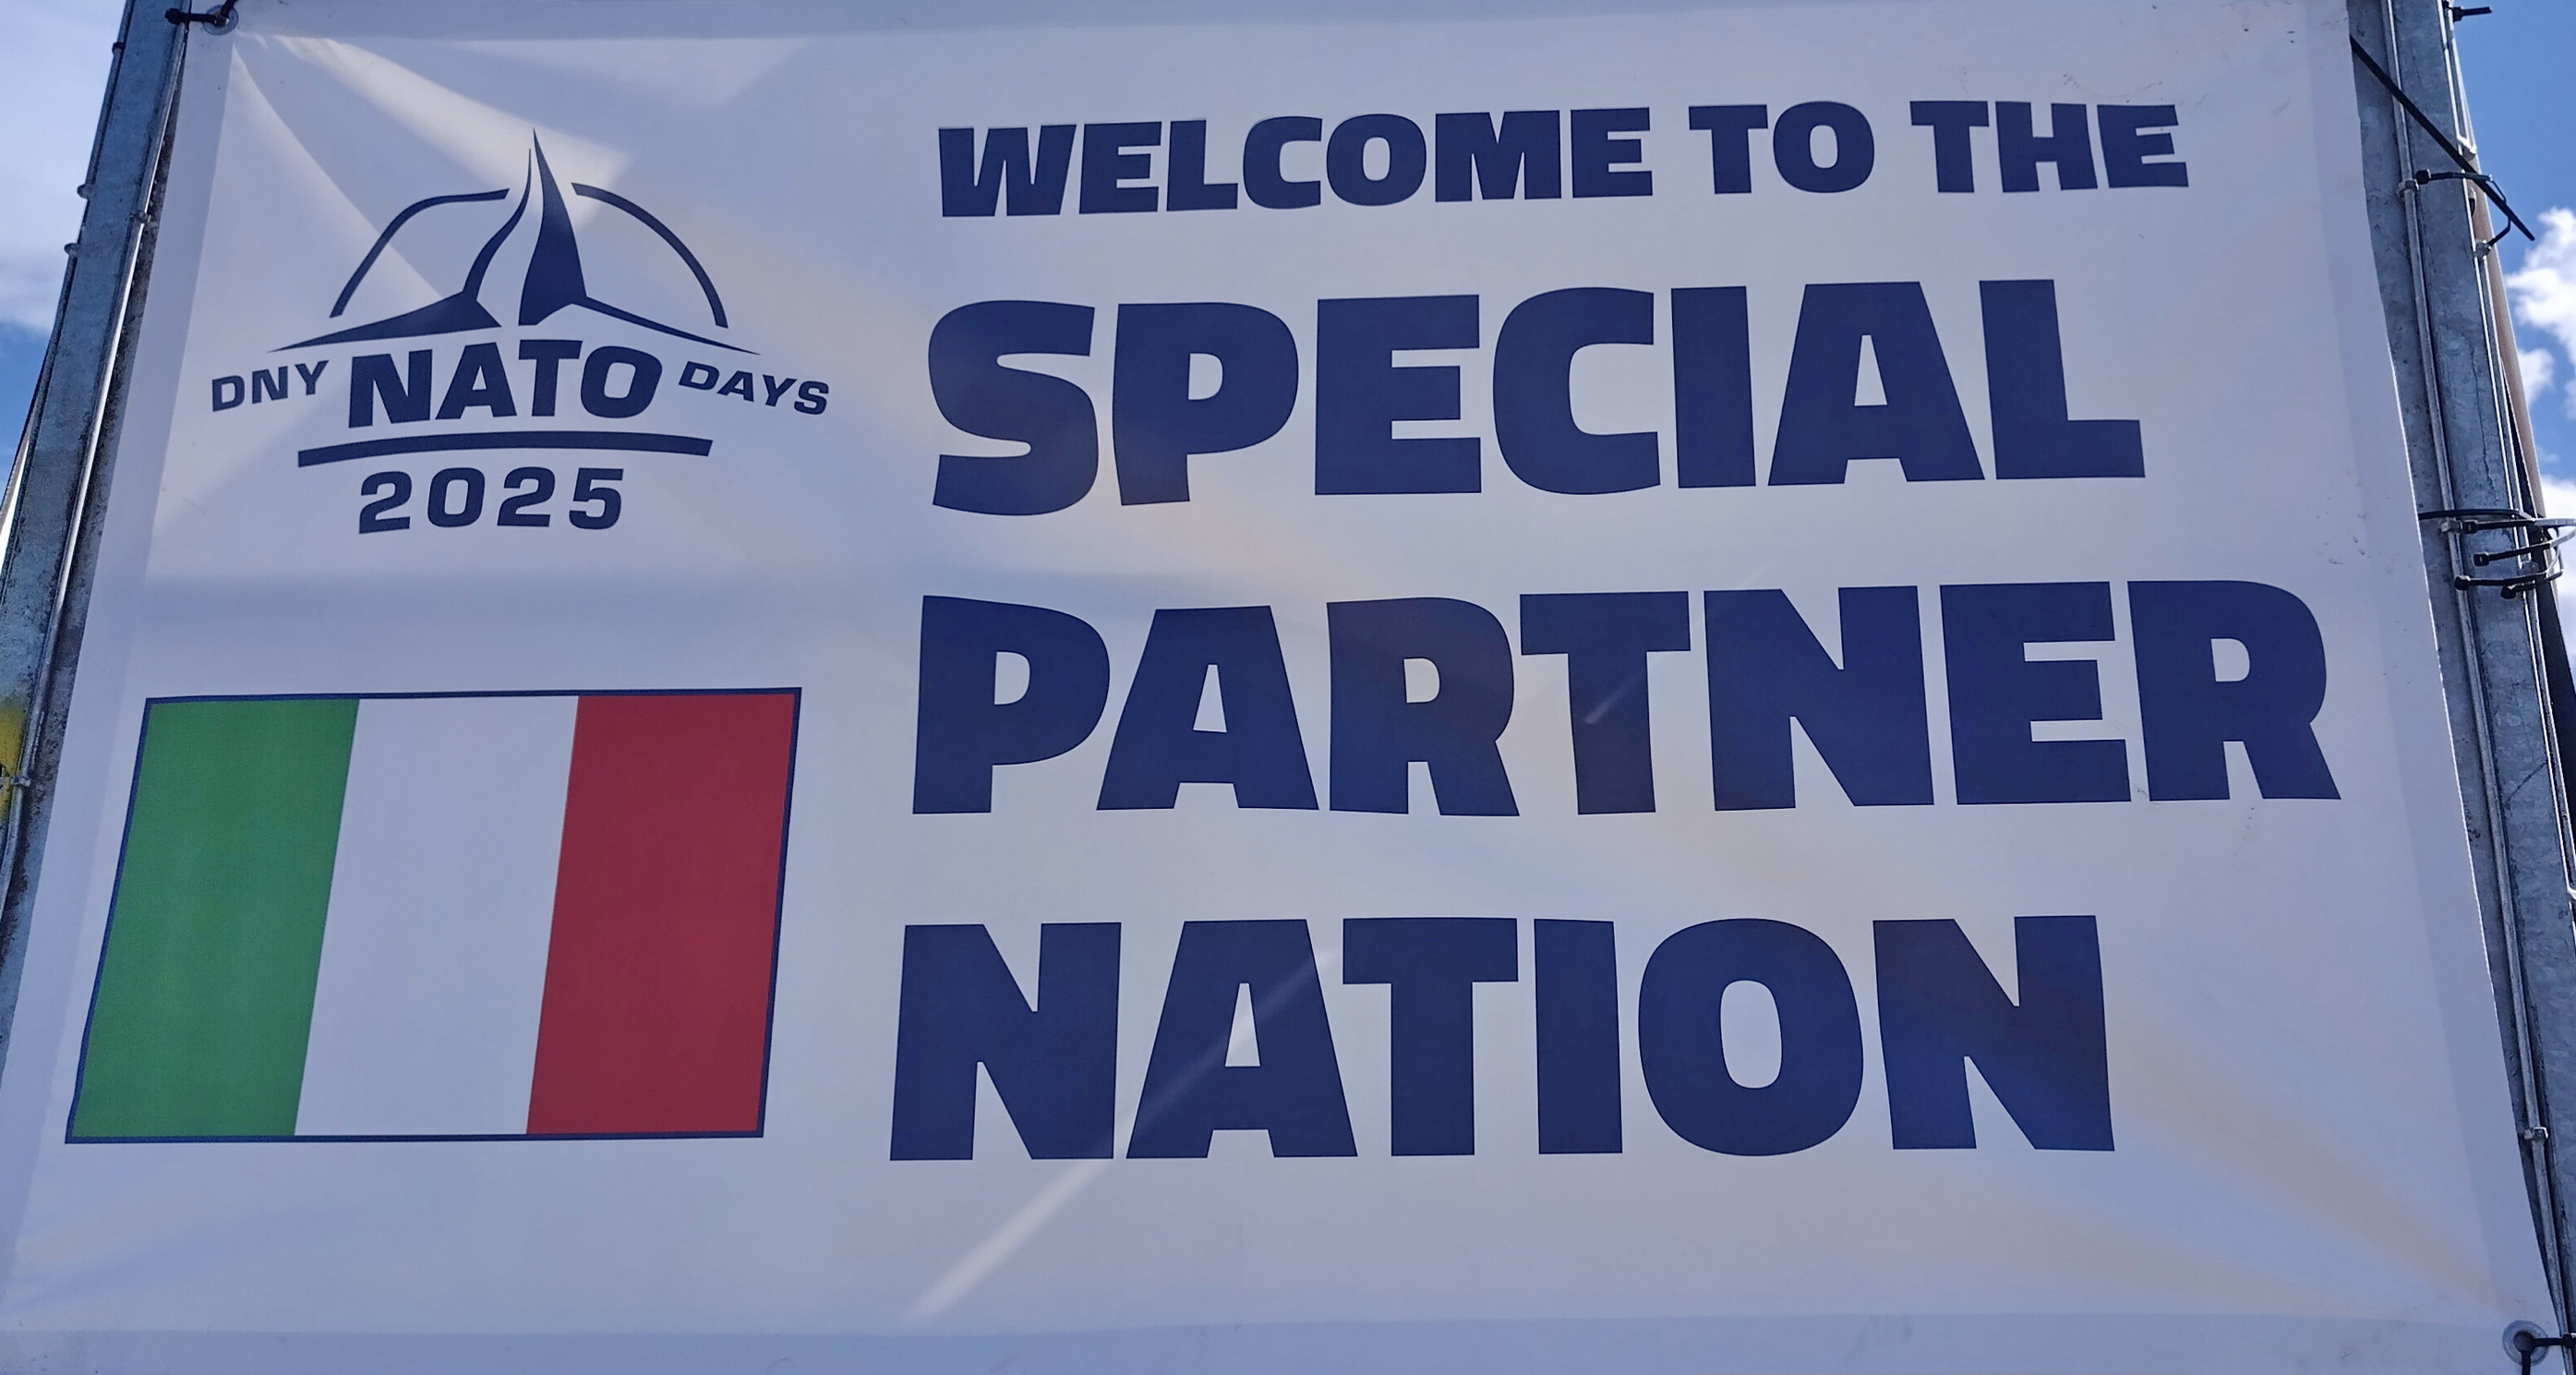 DNY NATO DAYS
2025
WELCOME TO THE
SPECIAL
PARTNER
NATION